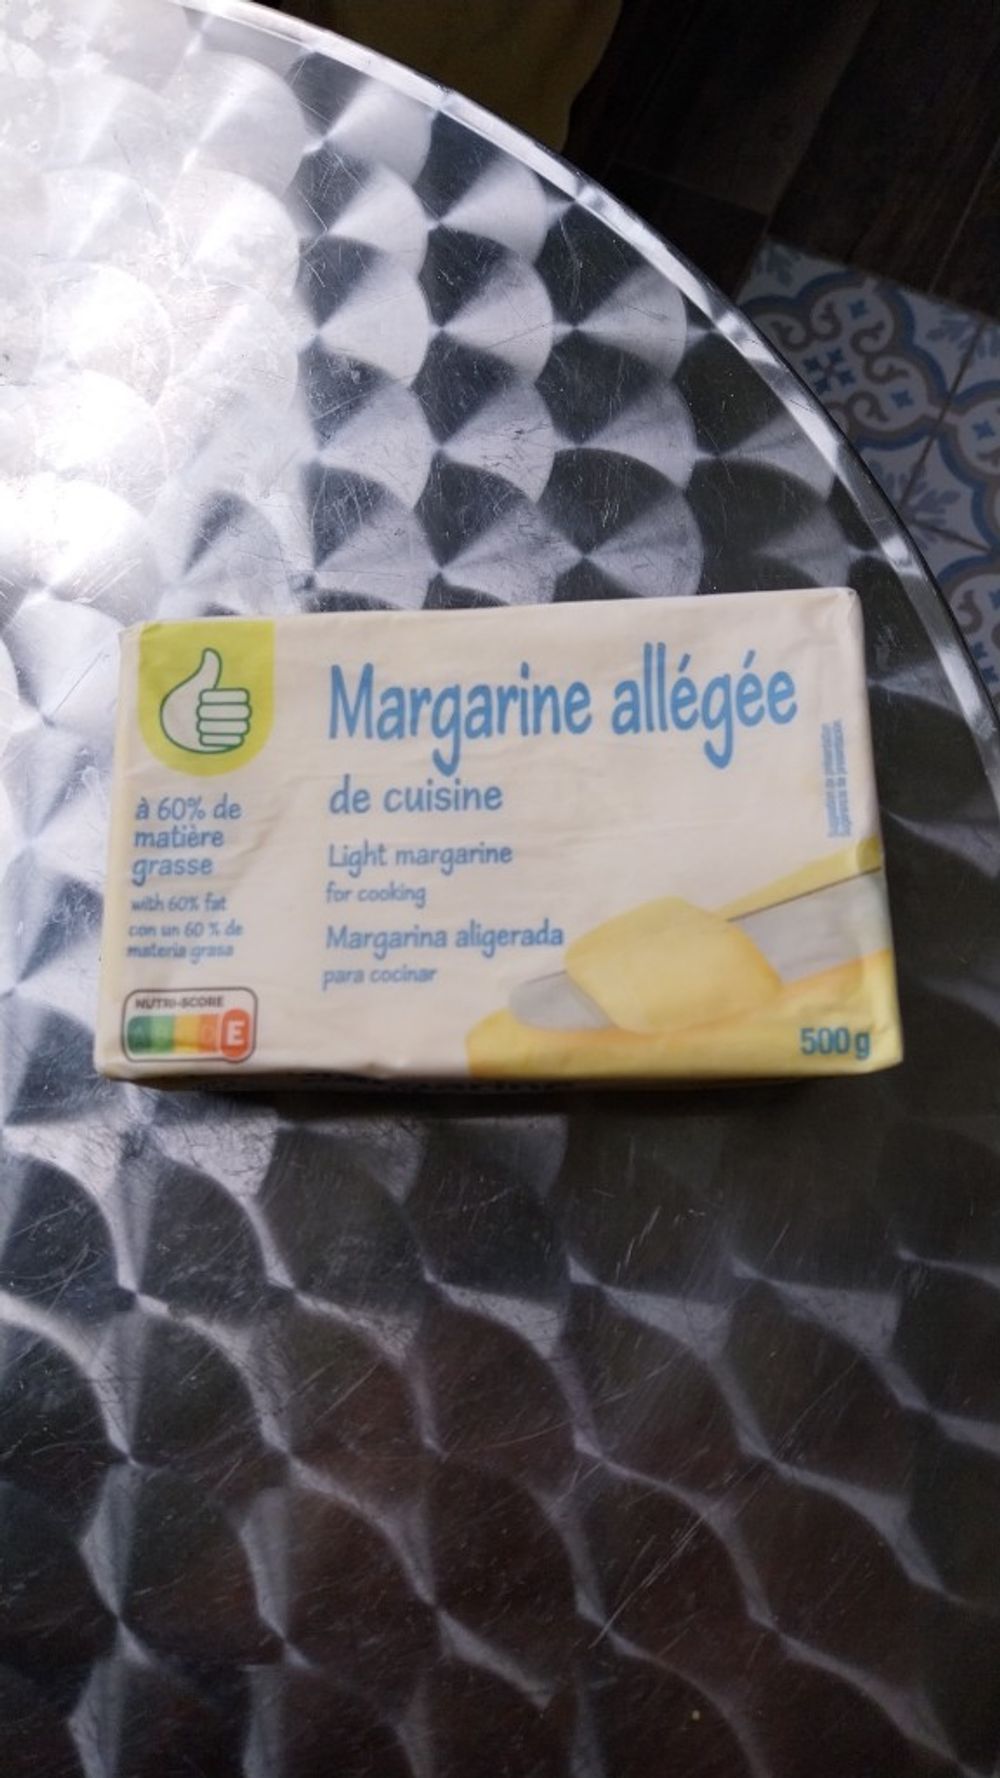 Margarine allégée
de cuisine
Light margarine
for cooking
Margarina aligerada
para cocinar
à 60% de
matière
grasse
with 60% fat
con un 60 % de
materia grasa
NUTRI-SCORE
E
500 g